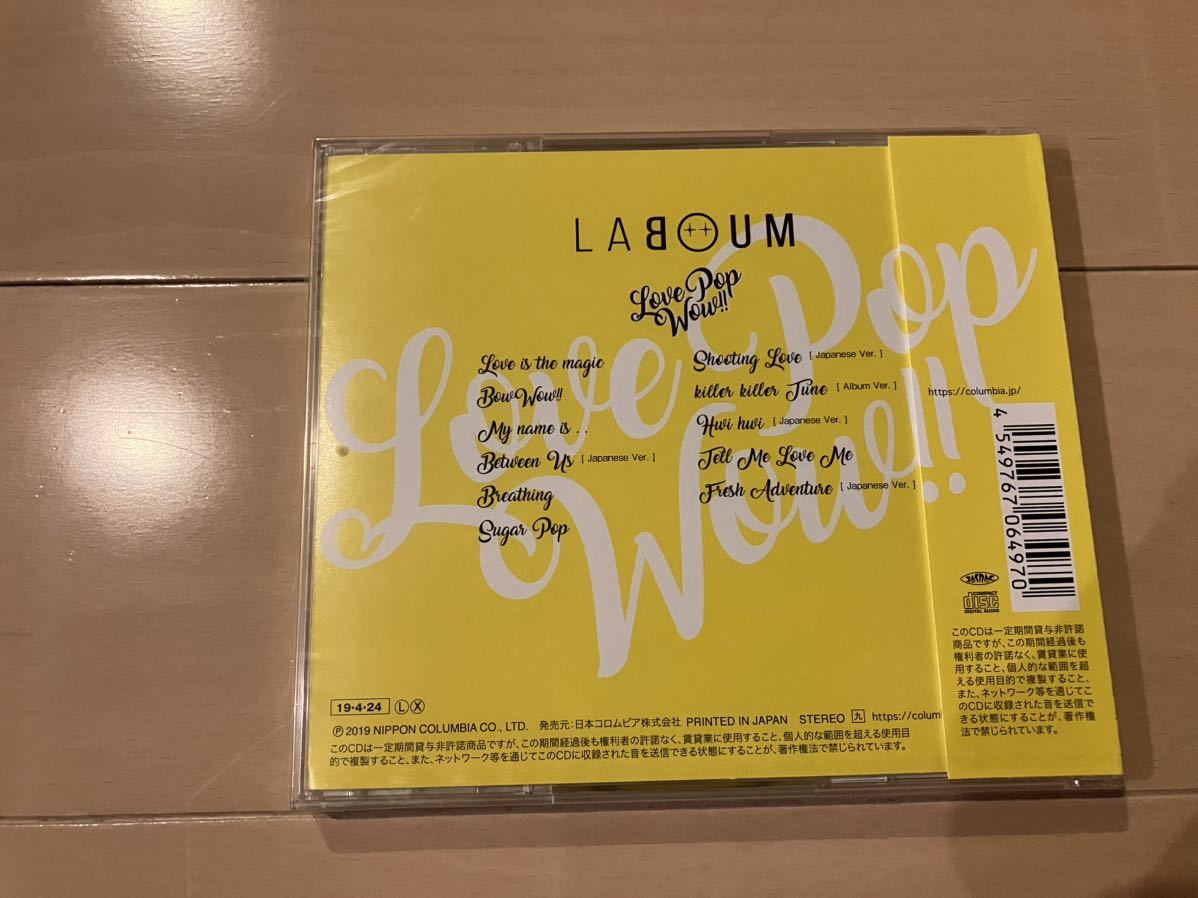 LABOUM
Love Pop
Wow!!
Love Pop
Wow!!
Love is the magic
BowWow!!
My name is . .
Between Us [ Japanese Ver. ]
Breathing
Sugar Pop
Shooting Love [ Japanese Ver. ]
killer killer Tune [ Album Ver. ]
Hwi hwi [ Japanese Ver. ]
Tell Me Love Me
Fresh Adventure [ Japanese Ver. ]
19・4・24 Ⓛ Ⓧ
℗ 2019 NIPPON COLUMBIA CO., LTD. 発売元:日本コロムビア株式会社 PRINTED IN JAPAN STEREO 九 https://colum
このCDは一定期間貸与非許諾商品ですが、この期間経過後も権利者の許諾なく、賃貸業に使用すること、個人的な範囲を超える使用目
的で複製すること、また、ネットワーク等を通じてこのCDに収録された音を送信できる状態にすることが、著作権法で禁じられています。
https://columbia.jp/
4 549767 064970
COMPACT
disc
DIGITAL AUDIO
このCDは一定期間貸与非許諾
商品ですが、この期間経過後も
権利者の許諾なく、賃貸業に使
用すること、個人的な範囲を超
える使用目的で複製すること、
また、ネットワーク等を通じてこ
のCDに収録された音を送信で
きる状態にすることが、著作権
法で禁じられています。